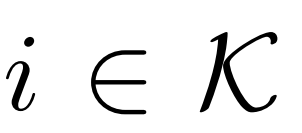 i ∈ 𝒦